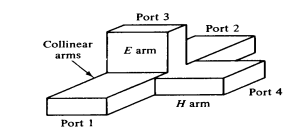 Port 3
Port 2
Collinear
arms
E arm
Port 4
H arm
Port 1